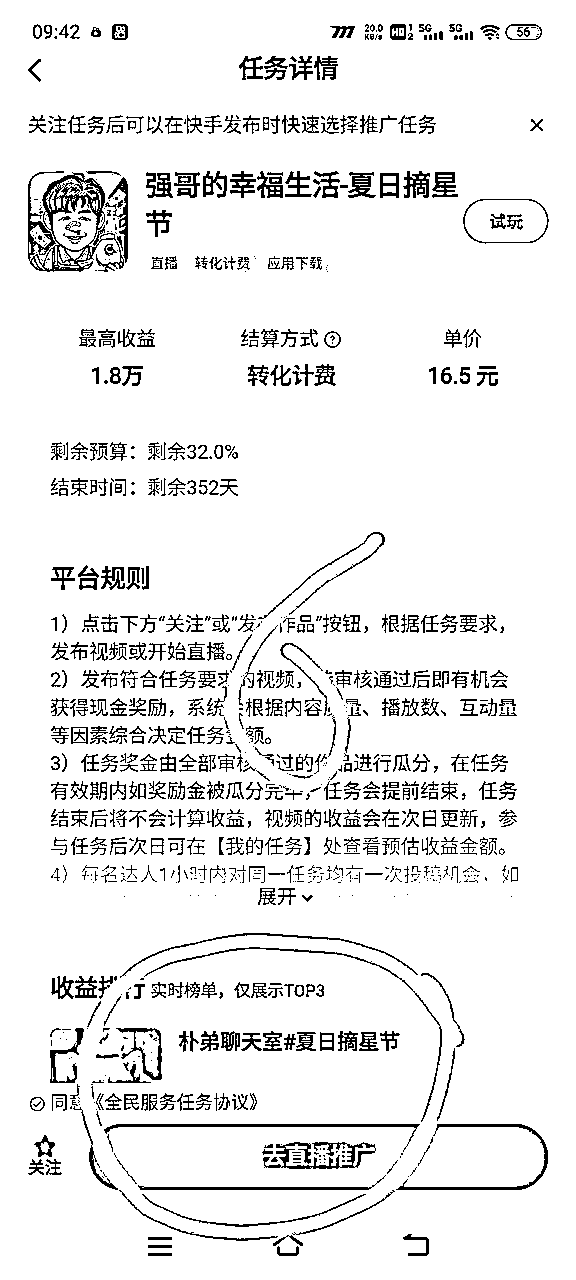 09:42
20.0 KB/s HD 1 2 5G 5G 56
任务详情
关注任务后可以在快手发布时快速选择推广任务
强哥的幸福生活-夏日摘星
节
试玩
直播 转化计费 应用下载
最高收益 结算方式 单价
1.8万 转化计费 16.5 元
剩余预算：剩余32.0%
结束时间：剩余352天
平台规则
1）点击下方“关注”或“发布作品”按钮，根据任务要求，
发布视频或开始直播。
2）发布符合任务要求的视频，审核通过后即有机会
获得现金奖励，系统会根据内容质量、播放数、互动量
等因素综合决定任务金额。
3）任务奖金由全部审核通过的作品进行瓜分，在任务
有效期内如奖励金被瓜分完毕，任务会提前结束，任务
结束后将不会计算收益，视频的收益会在次日更新，参
与任务后次日可在【我的任务】处查看预估收益金额。
4）每名达人1小时内对同一任务均有一次投稿机会，如
展开
收益排行 实时榜单，仅展示TOP3
朴弟聊天室#夏日摘星节
同意《全民服务任务协议》
关注
去直播推广